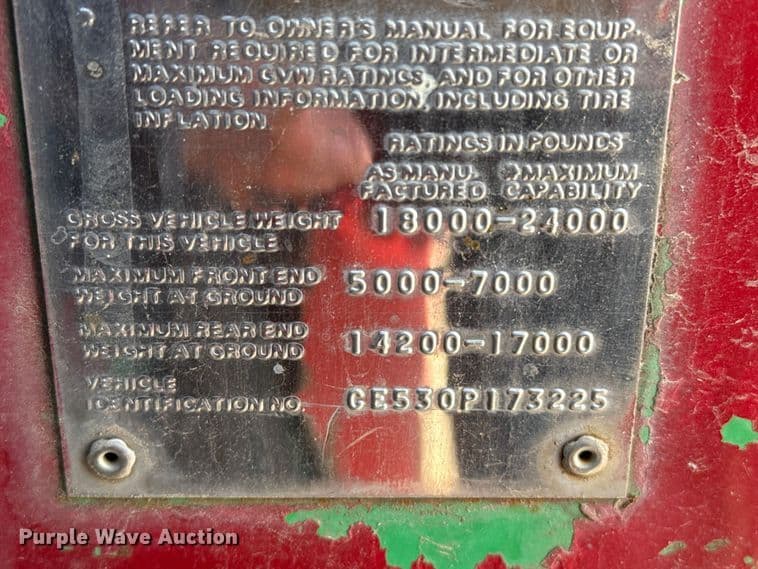 REFER TO OWNER'S MANUAL FOR EQUIP-
MENT REQUIRED FOR INTERMEDIATE OR
MAXIMUM GVW RATINGS, AND FOR OTHER
LOADING INFORMATION, INCLUDING TIRE
INFLATION
RATINGS IN POUNDS
AS MANU- *MAXIMUM
FACTURED CAPABILITY
GROSS VEHICLE WEIGHT 18000-24000
FOR THIS VEHICLE
MAXIMUM FRONT END 5000-7000
WEIGHT AT GROUND
MAXIMUM REAR END 14200-17000
WEIGHT AT GROUND
VEHICLE
IDENTIFICATION NO. CE530P173225
Purple Wave Auction